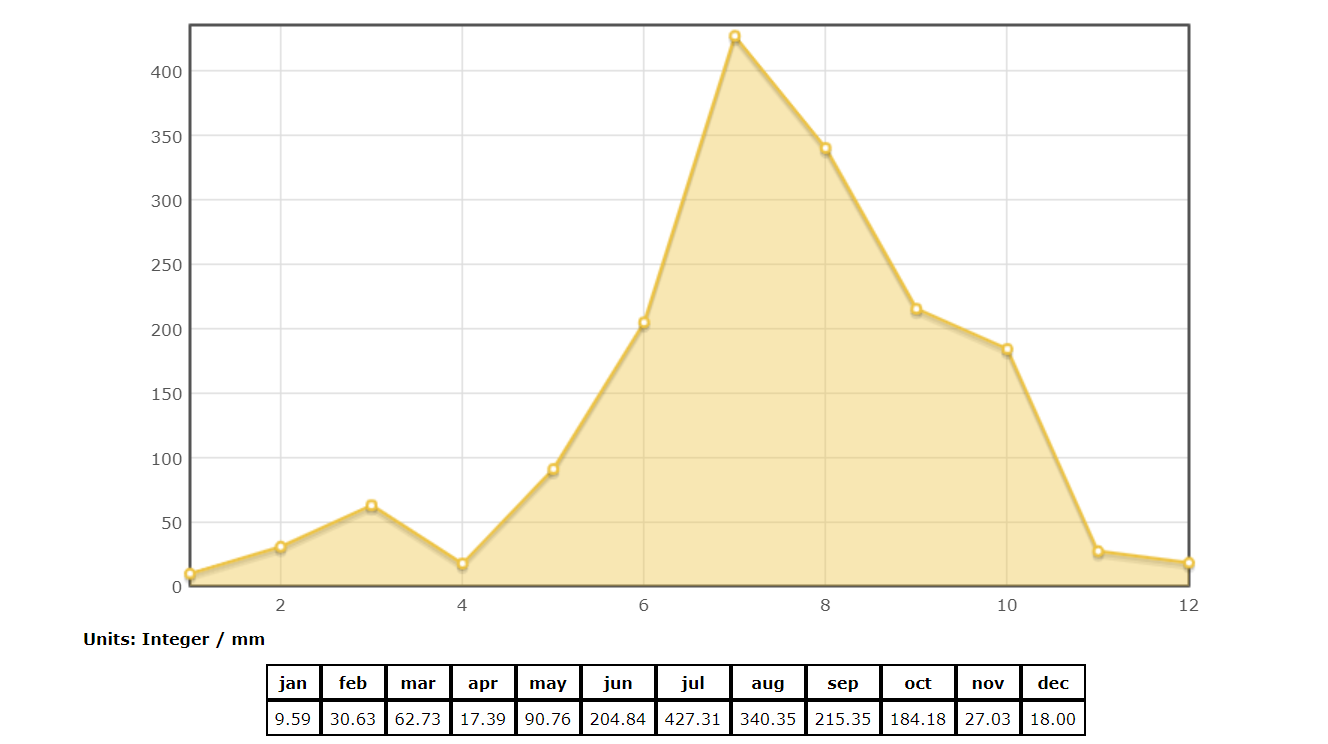 400
350
300
250
200
150
100
50
0
2 4 6 8 10 12
Units: Integer / mm
jan feb mar apr may jun jul aug sep oct nov dec
9.59 30.63 62.73 17.39 90.76 204.84 427.31 340.35 215.35 184.18 27.03 18.00